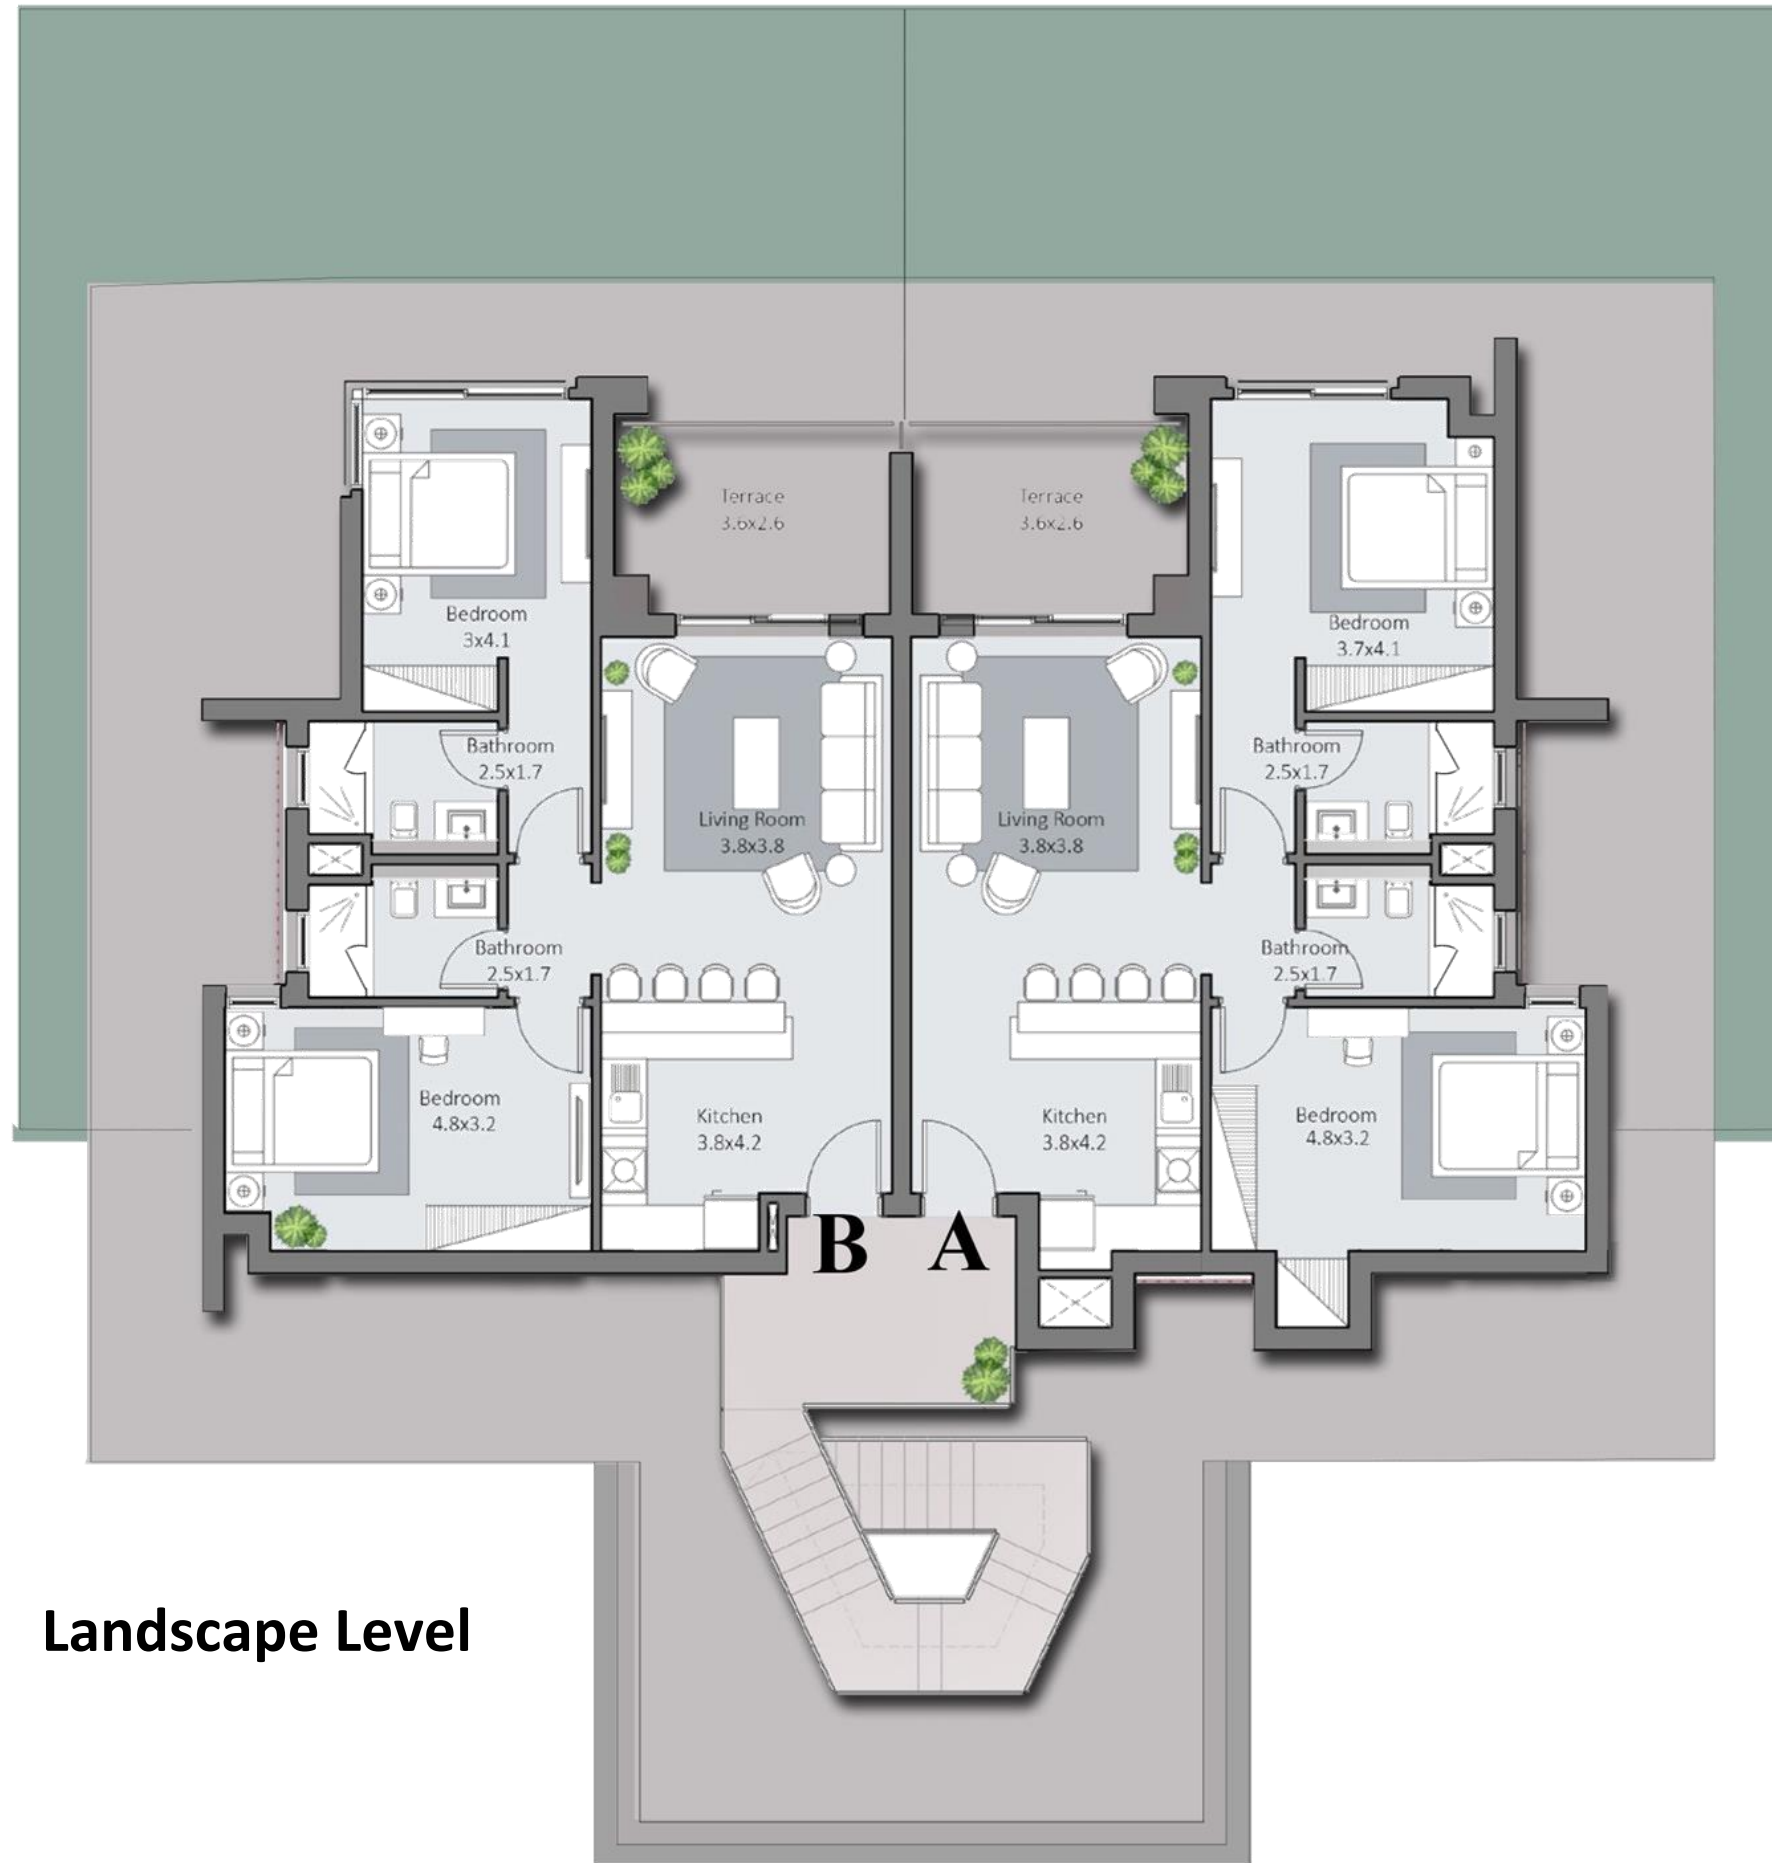 Terrace
3.6x2.6
Terrace
3.6x2.6
Bedroom
3x4.1
Bedroom
3.7x4.1
Bathroom
2.5x1.7
Bathroom
2.5x1.7
Living Room
3.8x3.8
Living Room
3.8x3.8
Bathroom
2.5x1.7
Bathroom
2.5x1.7
Bedroom
4.8x3.2
Kitchen
3.8x4.2
Kitchen
3.8x4.2
Bedroom
4.8x3.2
B
A
Landscape Level